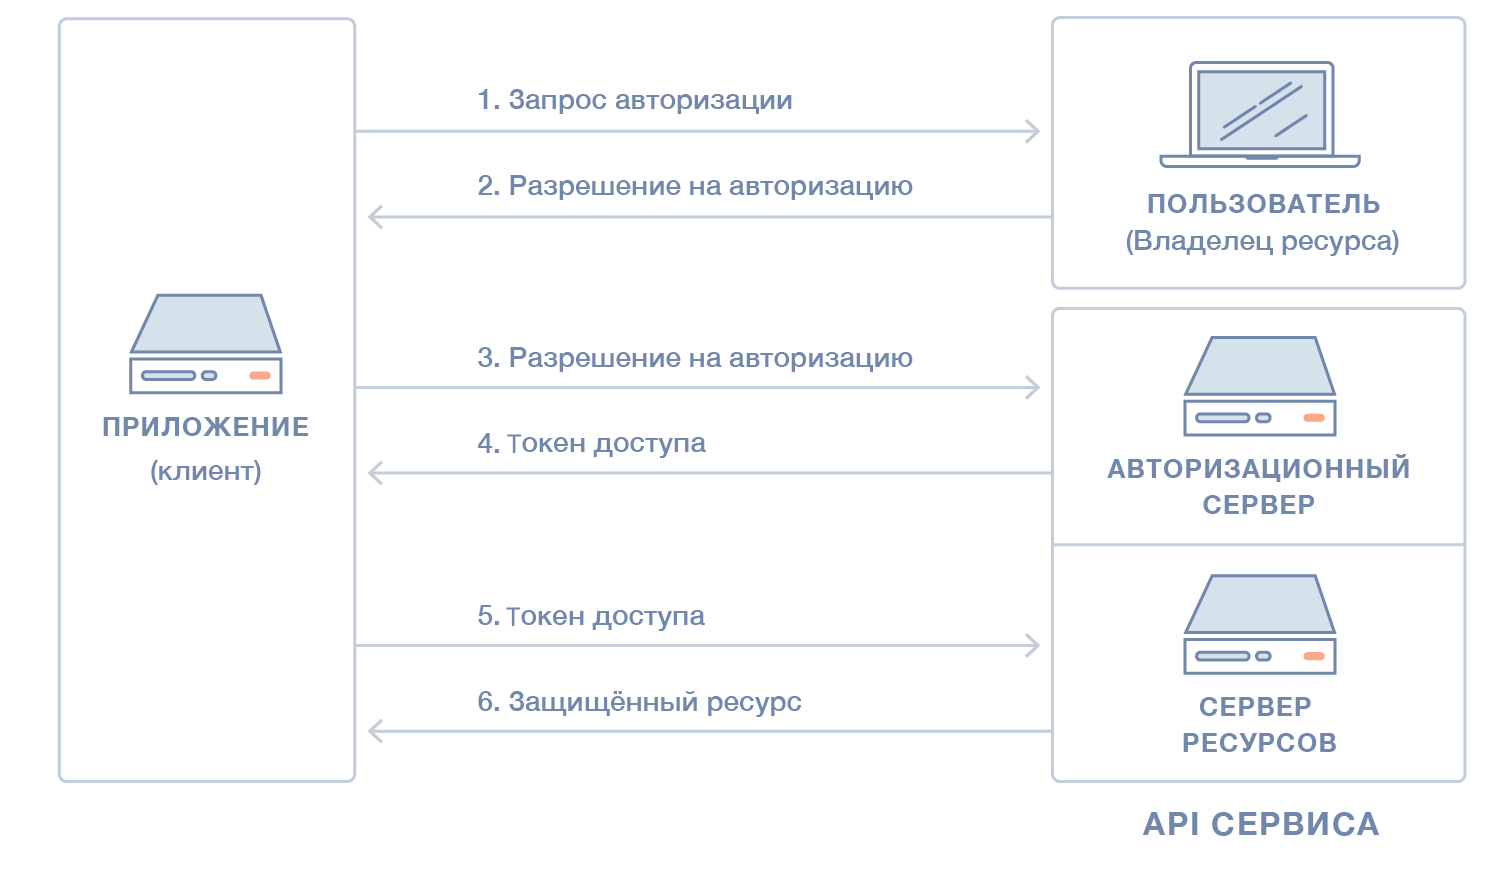 1. Запрос авторизации
2. Разрешение на авторизацию
ПОЛЬЗОВАТЕЛЬ
(Владелец ресурса)
ПРИЛОЖЕНИЕ
(клиент)
3. Разрешение на авторизацию
4. Токен доступа
АВТОРИЗАЦИОННЫЙ
СЕРВЕР
5. Токен доступа
6. Защищённый ресурс
СЕРВЕР
РЕСУРСОВ
API СЕРВИСА